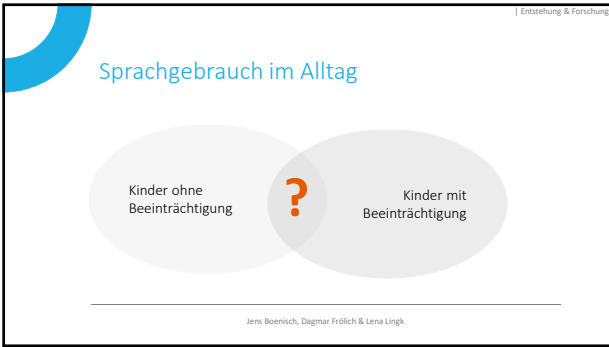 | Entstehung & Forschung
Sprachgebrauch im Alltag
Kinder ohne
Beeinträchtigung
?
Kinder mit
Beeinträchtigung
Jens Boenisch, Dagmar Frölich & Lena Lingk